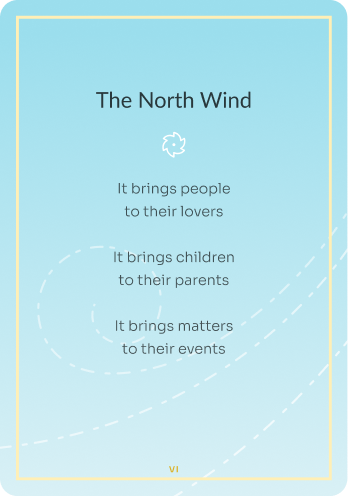 The North Wind
It brings people
to their lovers
It brings children
to their parents
It brings matters
to their events
VI